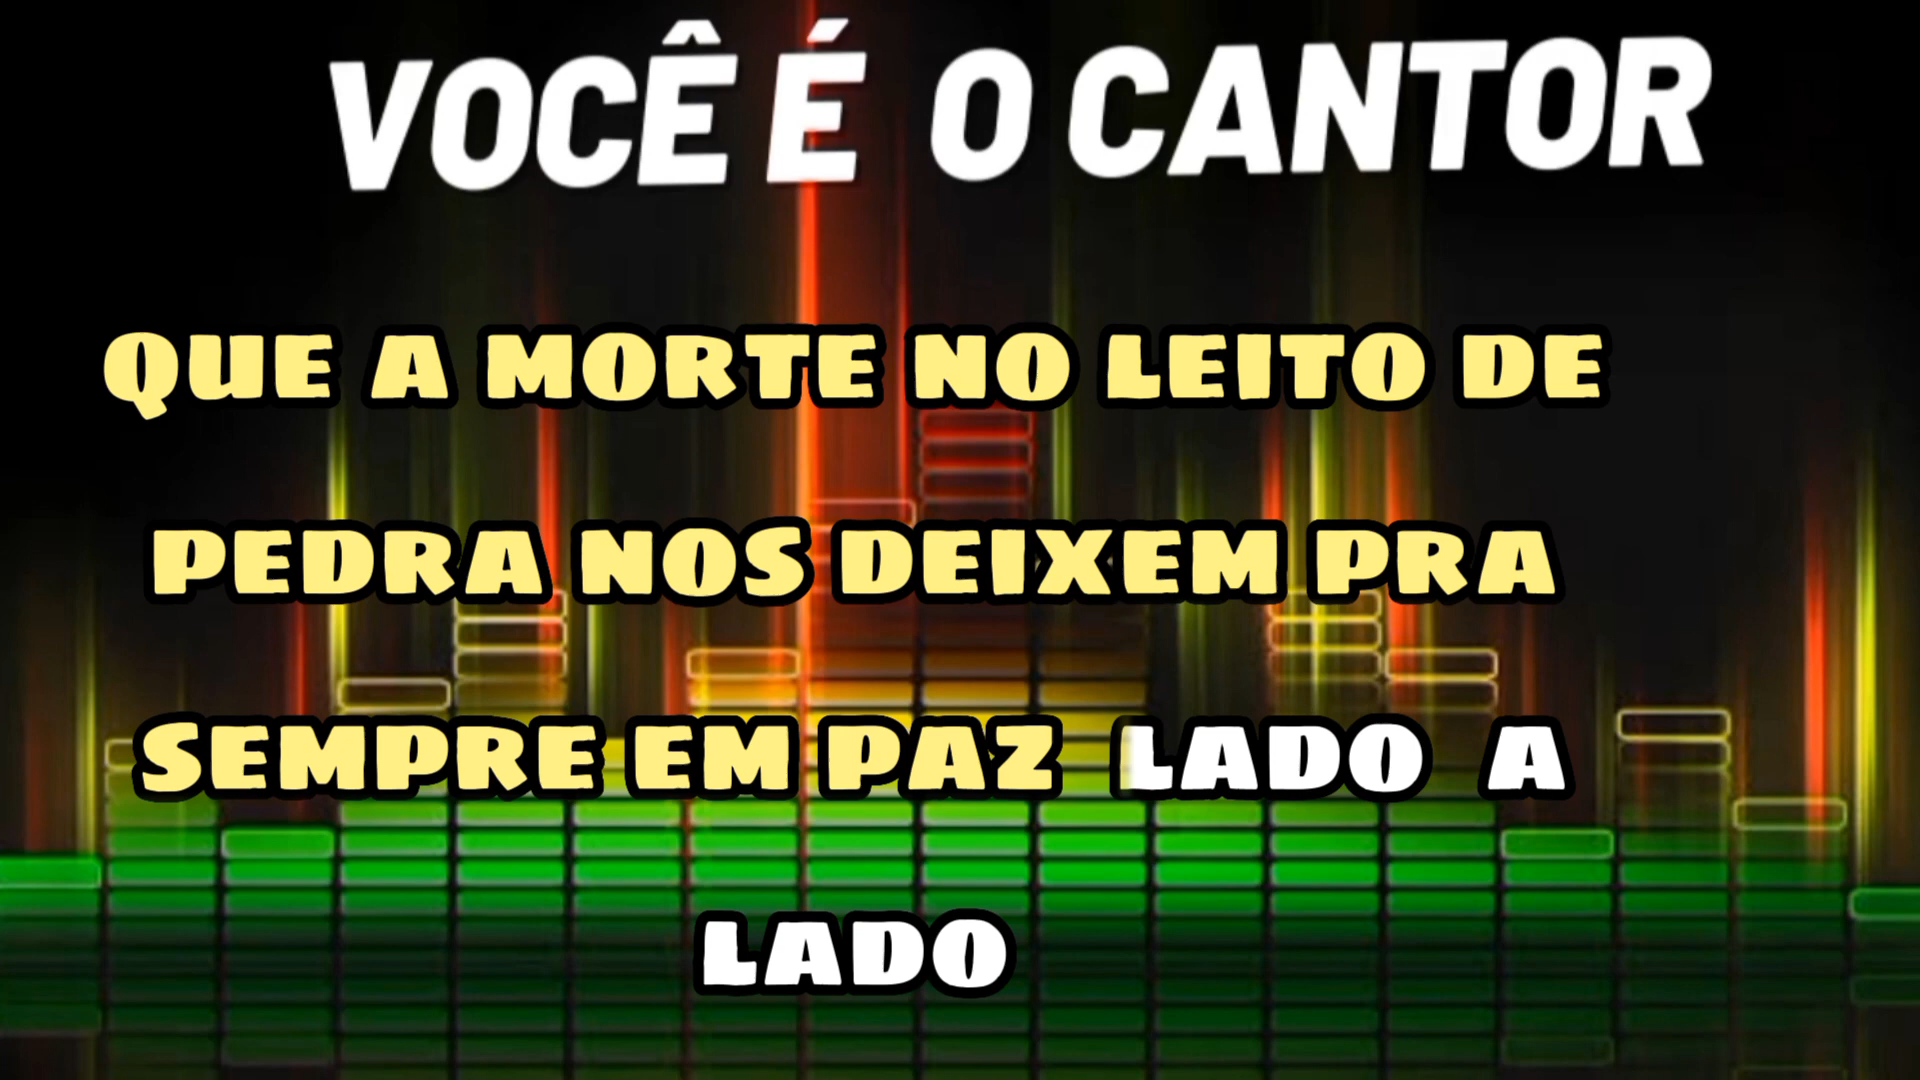 VOCÊ É O CANTOR
QUE A MORTE NO LEITO DE
PEDRA NOS DEIXEM PRA
SEMPRE EM PAZ LADO A
LADO